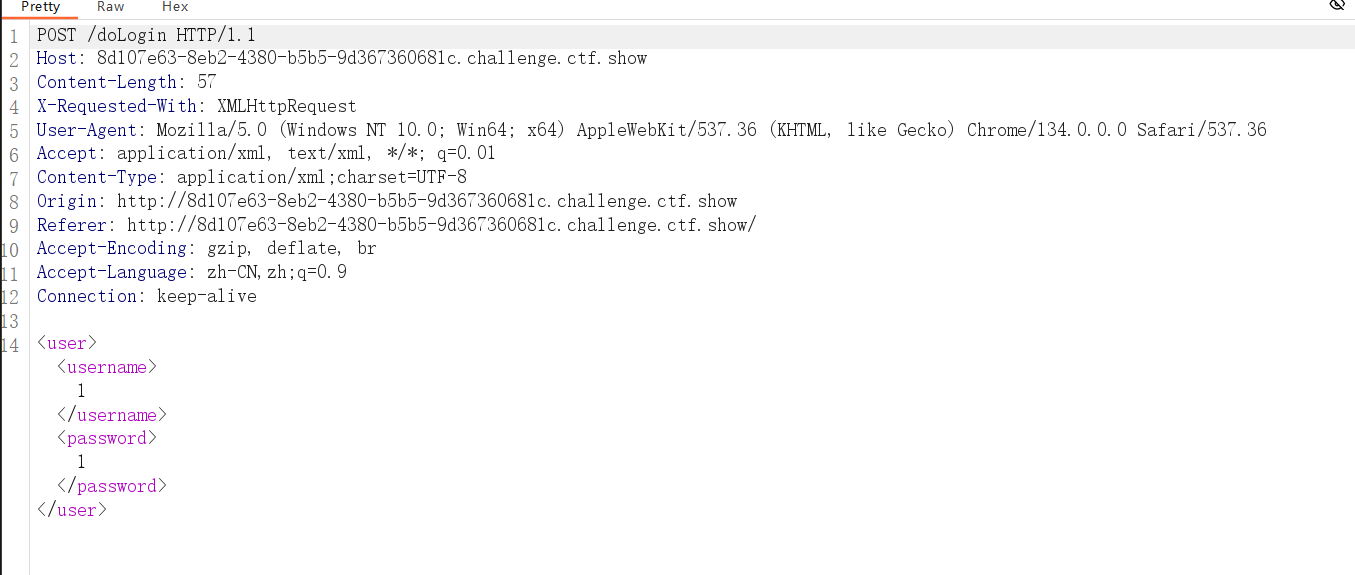 Pretty Raw Hex
1 POST /doLogin HTTP/1.1
2 Host: 8d107e63-8eb2-4380-b5b5-9d367360681c.challenge.ctf.show
3 Content-Length: 57
4 X-Requested-With: XMLHttpRequest
5 User-Agent: Mozilla/5.0 (Windows NT 10.0; Win64; x64) AppleWebKit/537.36 (KHTML, like Gecko) Chrome/134.0.0.0 Safari/537.36
6 Accept: application/xml, text/xml, */*; q=0.01
7 Content-Type: application/xml;charset=UTF-8
8 Origin: http://8d107e63-8eb2-4380-b5b5-9d367360681c.challenge.ctf.show
9 Referer: http://8d107e63-8eb2-4380-b5b5-9d367360681c.challenge.ctf.show/
10 Accept-Encoding: gzip, deflate, br
11 Accept-Language: zh-CN,zh;q=0.9
12 Connection: keep-alive
13
14 <user>
<username>
1
</username>
<password>
1
</password>
</user>